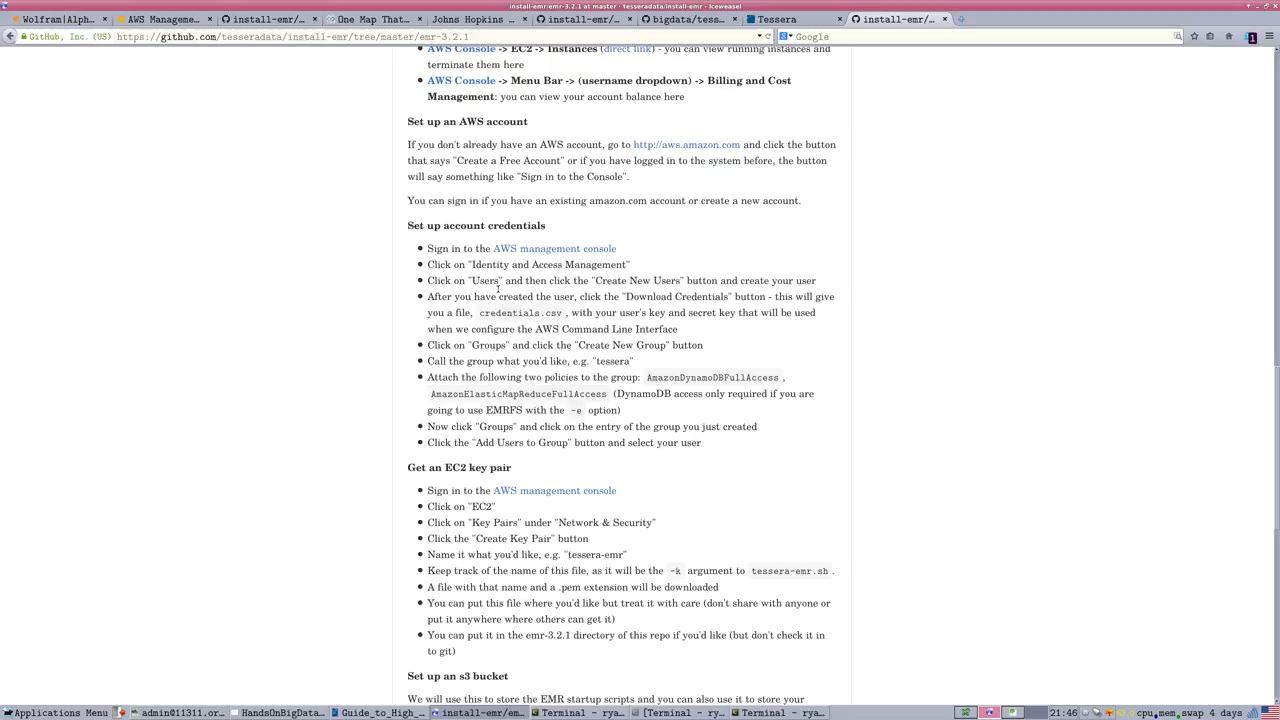 install-emr/emr-3.2.1 at master · tesseradata/install-emr - Iceweasel
Wolfram|Alph... × AWS Manageme... × install-emr/... × One Map That... × Johns Hopkins ... × install-emr/... × bigdata/tess... × Tessera × install-emr/... ×
GitHub, Inc. (US) https://github.com/tesseradata/install-emr/tree/master/emr-3.2.1 Google
AWS Console -> EC2 -> Instances (direct link) - you can view running instances and
terminate them here
AWS Console -> Menu Bar -> (username dropdown) -> Billing and Cost
Management: you can view your account balance here
Set up an AWS account
If you don't already have an AWS account, go to http://aws.amazon.com and click the button
that says "Create a Free Account" or if you have logged in to the system before, the button
will say something like "Sign in to the Console".
You can sign in if you have an existing amazon.com account or create a new account.
Set up account credentials
Sign in to the AWS management console
Click on "Identity and Access Management"
Click on "Users" and then click the "Create New Users" button and create your user
After you have created the user, click the "Download Credentials" button - this will give
you a file, credentials.csv, with your user's key and secret key that will be used
when we configure the AWS Command Line Interface
Click on "Groups" and click the "Create New Group" button
Call the group what you'd like, e.g. "tessera"
Attach the following two policies to the group: AmazonDynamoDBFullAccess,
AmazonElasticMapReduceFullAccess (DynamoDB access only required if you are
going to use EMRFS with the -e option)
Now click "Groups" and click on the entry of the group you just created
Click the "Add Users to Group" button and select your user
Get an EC2 key pair
Sign in to the AWS management console
Click on "EC2"
Click on "Key Pairs" under "Network & Security"
Click the "Create Key Pair" button
Name it what you'd like, e.g. "tessera-emr"
Keep track of the name of this file, as it will be the -k argument to tessera-emr.sh.
A file with that name and a .pem extension will be downloaded
You can put this file where you'd like but treat it with care (don't share with anyone or
put it anywhere where others can get it)
You can put it in the emr-3.2.1 directory of this repo if you'd like (but don't check it in
to git)
Set up an s3 bucket
We will use this to store the EMR startup scripts and you can also use it to store your
Applications Menu admin@11311.or... HandsOnBigData... Guide_to_High_... install-emr/em... Terminal - rya... [Terminal - ry... Terminal - rya... 21:46 cpu mem swap 4 days